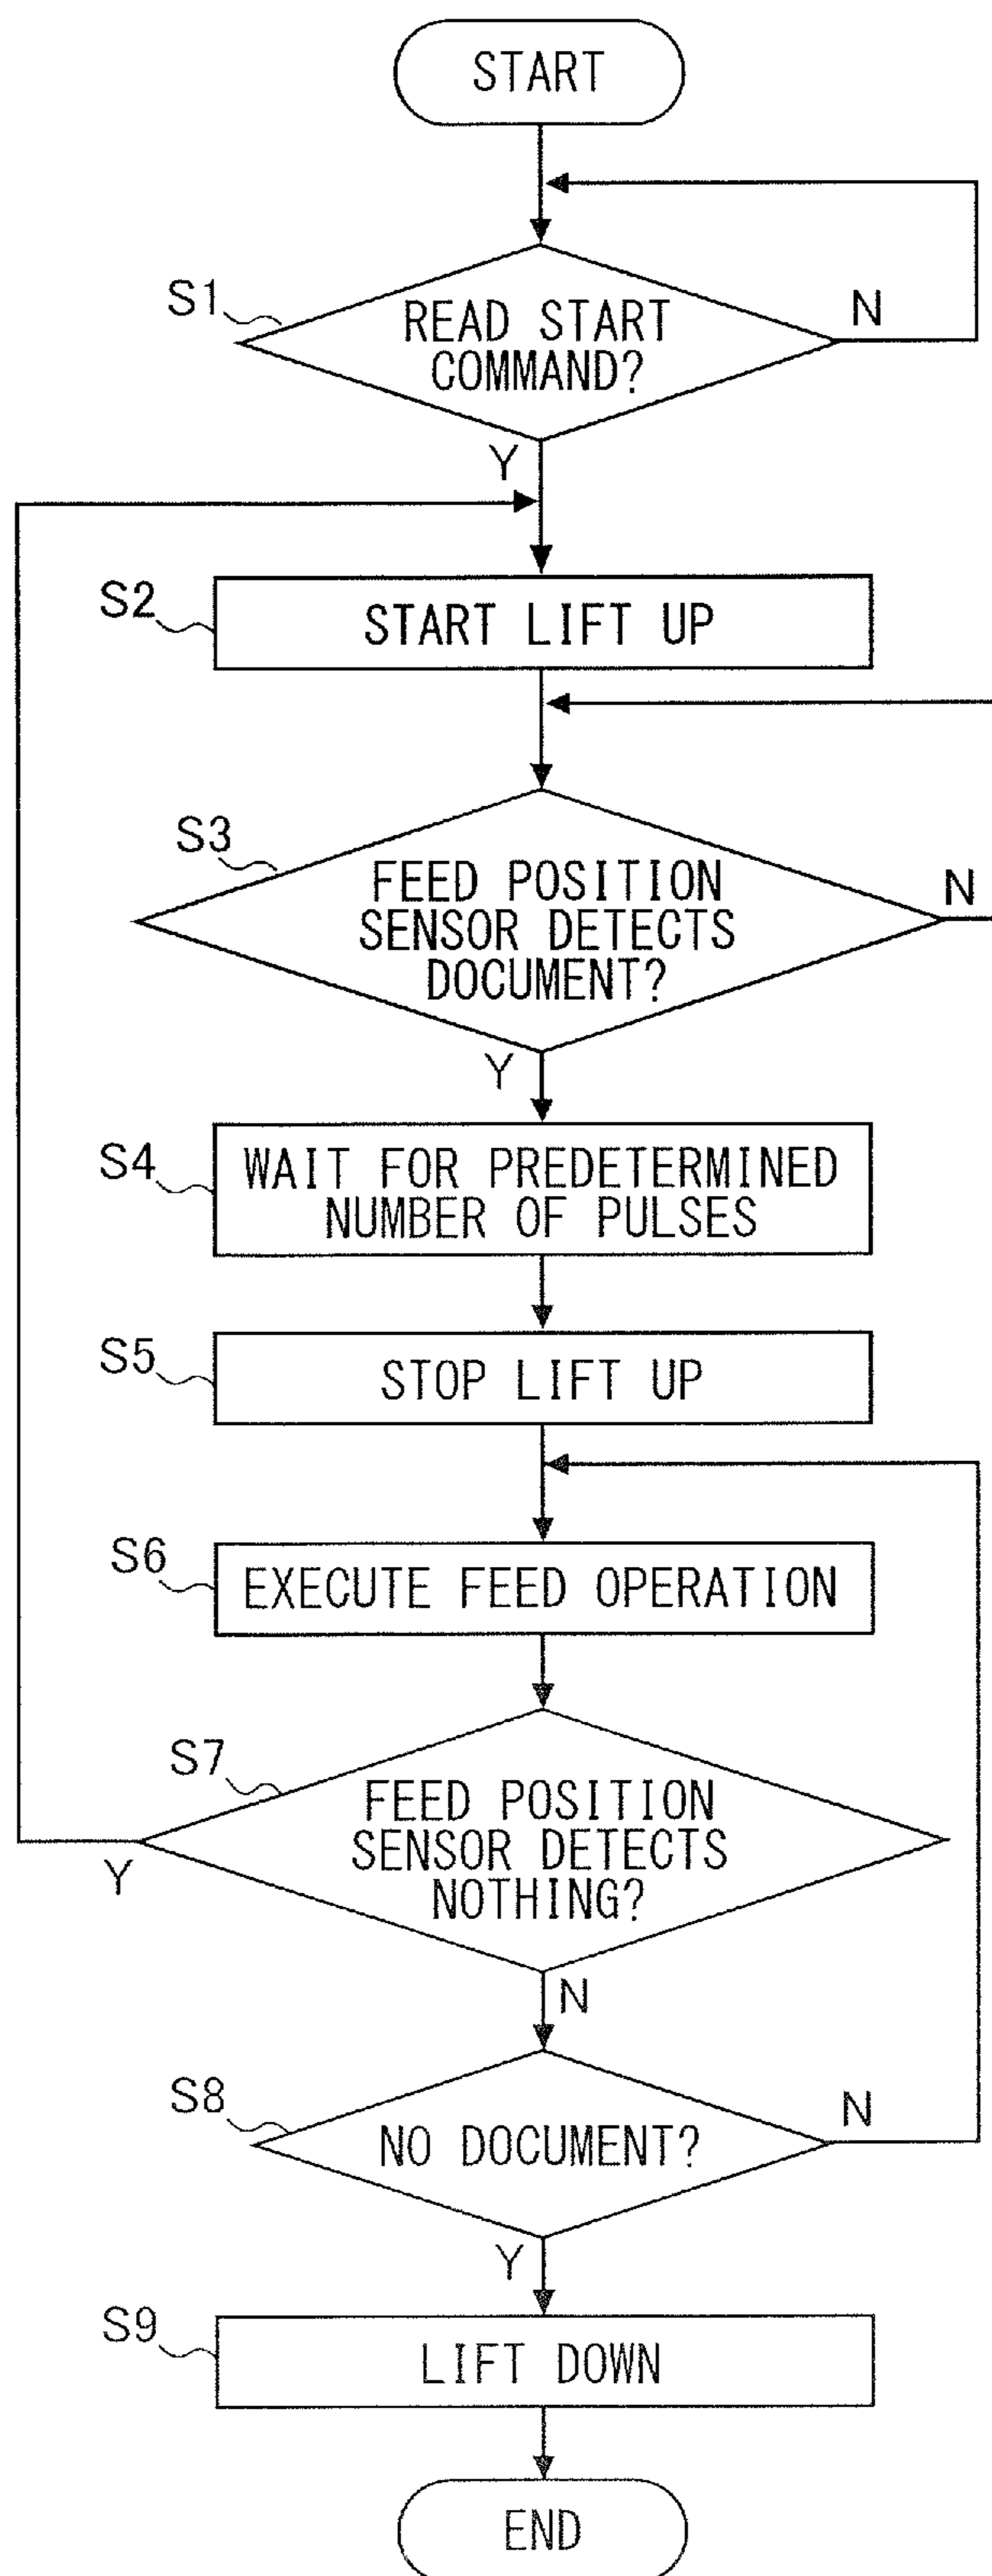 START
S1
READ START
COMMAND?
N
Y
S2
START LIFT UP
S3
FEED POSITION
SENSOR DETECTS
DOCUMENT?
N
Y
S4
WAIT FOR PREDETERMINED
NUMBER OF PULSES
S5
STOP LIFT UP
S6
EXECUTE FEED OPERATION
S7
FEED POSITION
SENSOR DETECTS
NOTHING?
Y
N
S8
NO DOCUMENT?
N
Y
S9
LIFT DOWN
END